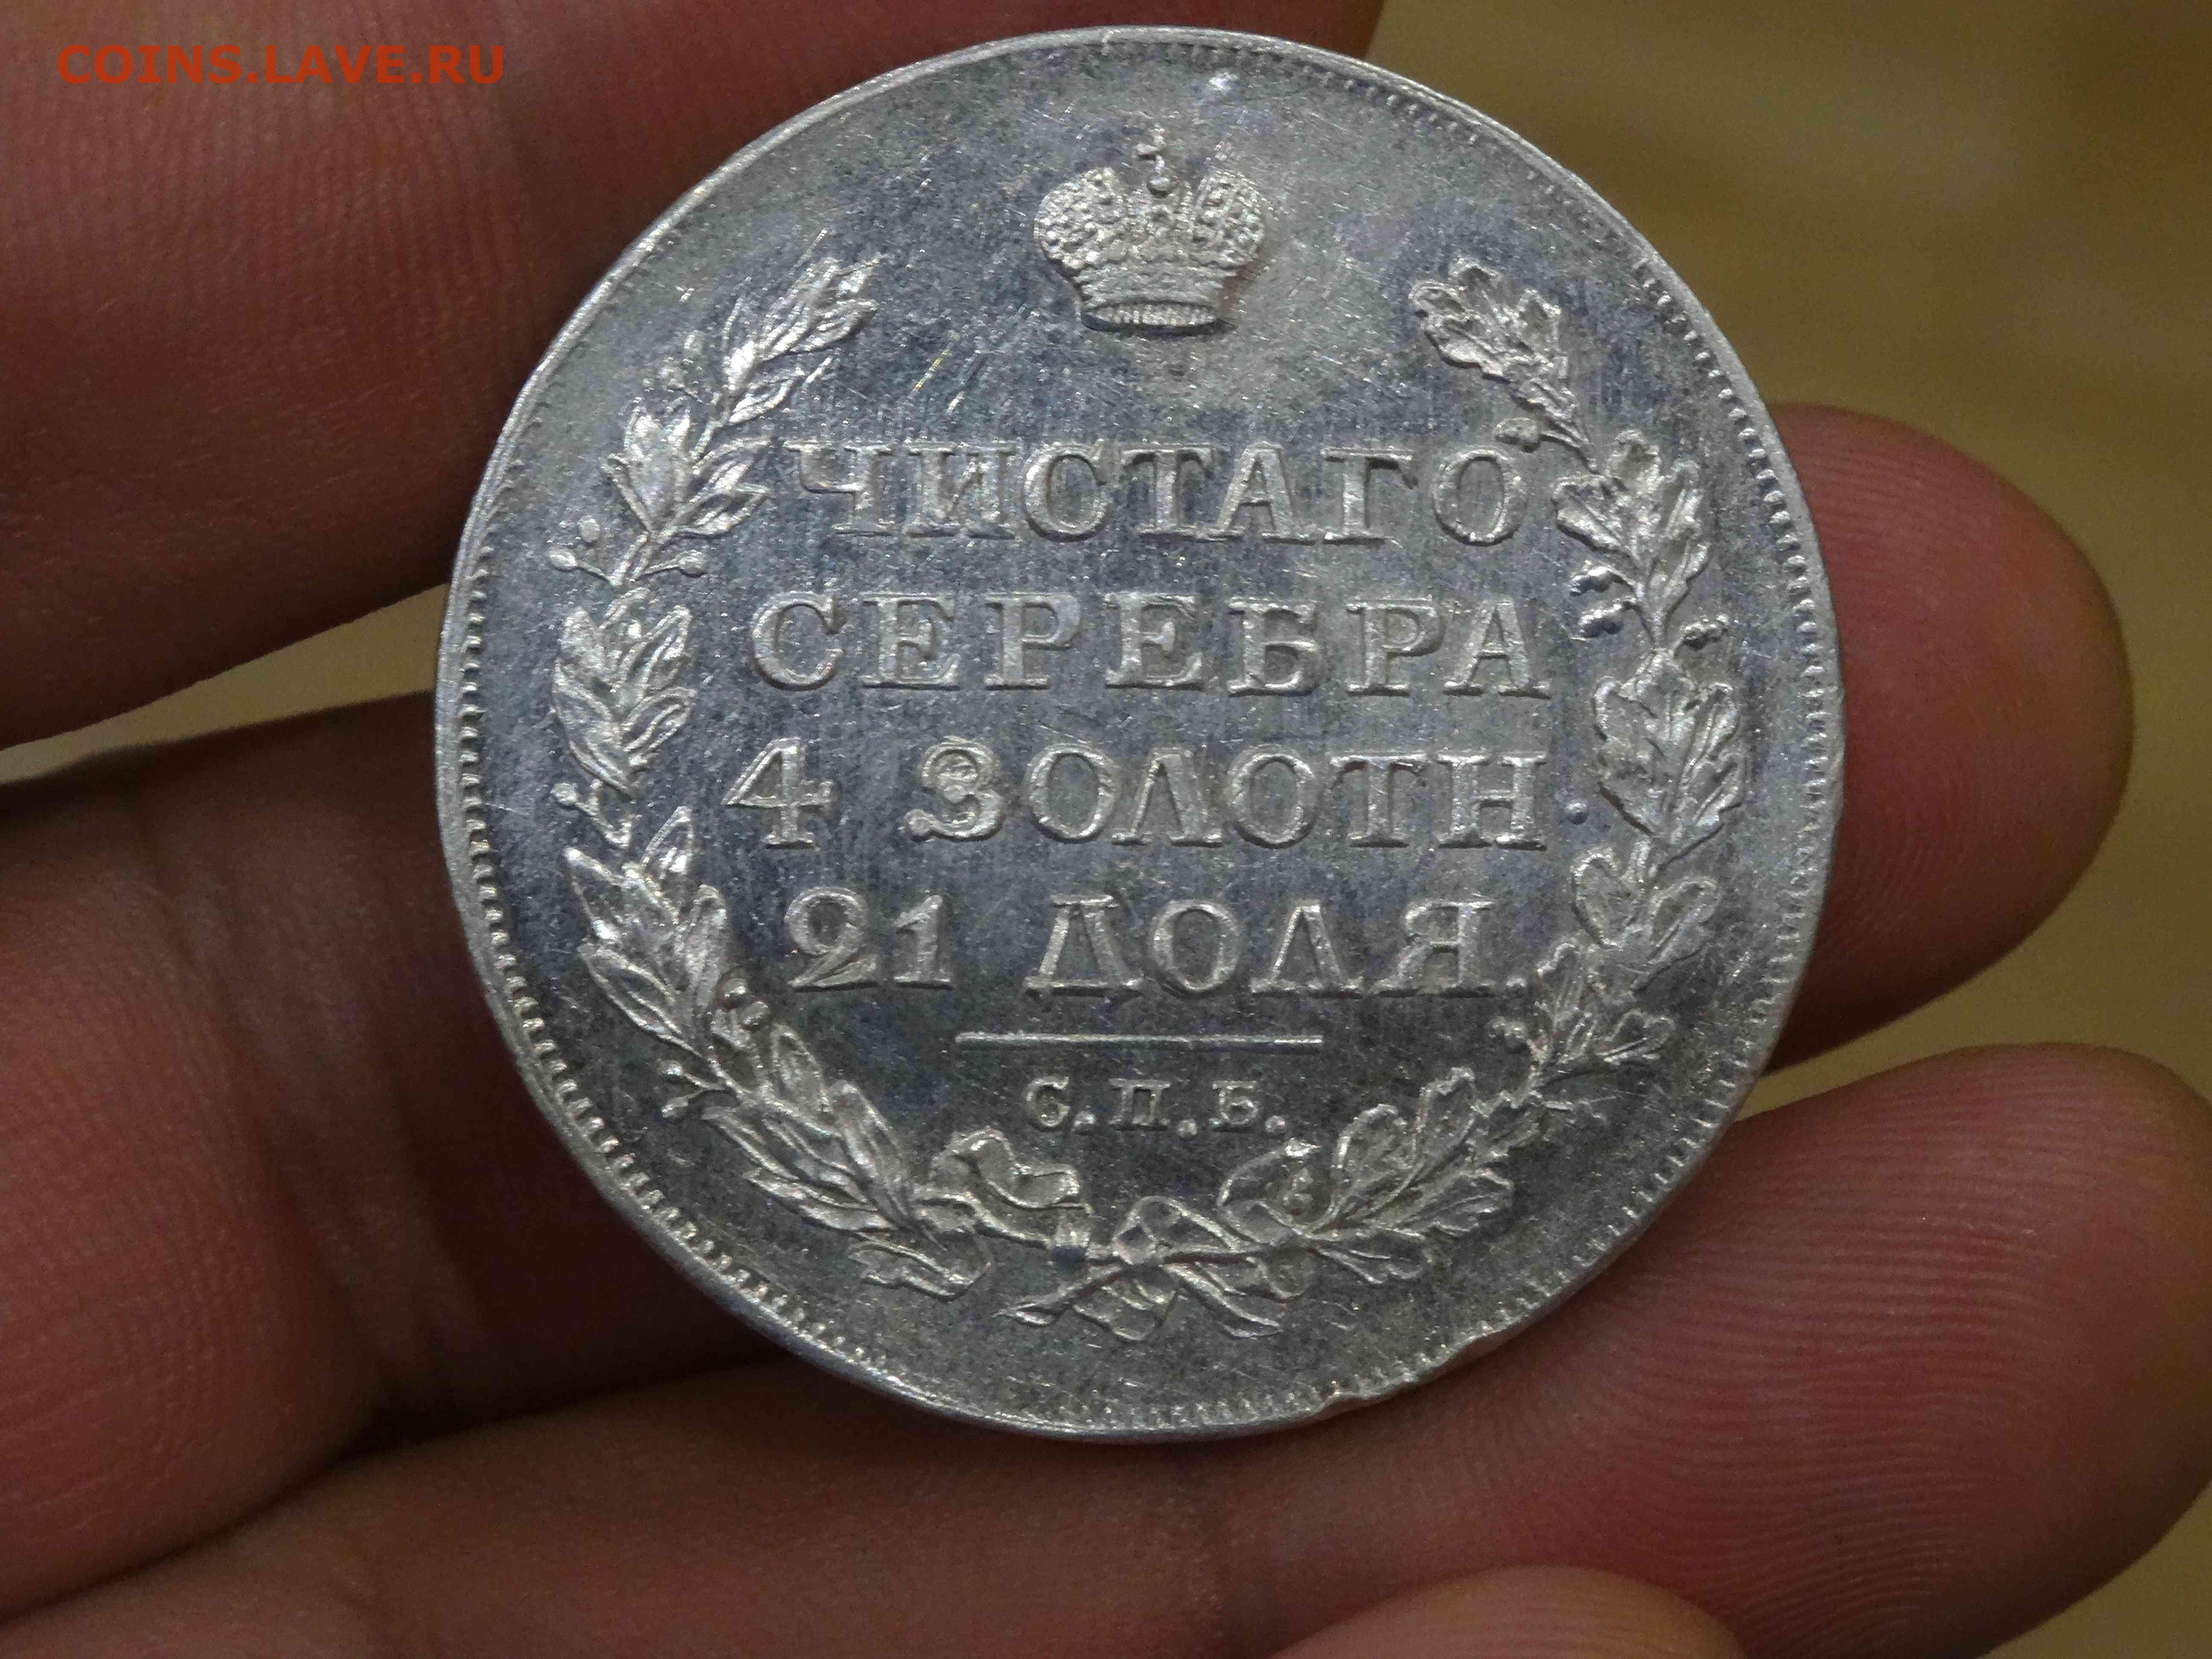 COINS.LAVE.RU
ЧИСТАГО
СЕРЕБРА
4 ЗОЛОТН.
21 ДОЛЯ.
С.П.Б.